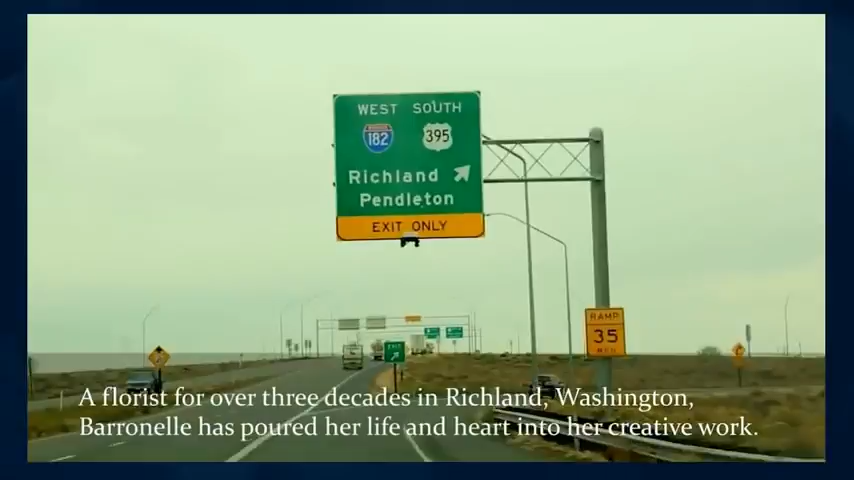 WEST SOUTH
182 395
Richland
Pendleton
EXIT ONLY
RAMP
35
EXIT
A florist for over three decades in Richland, Washington,
Barronelle has poured her life and heart into her creative work.